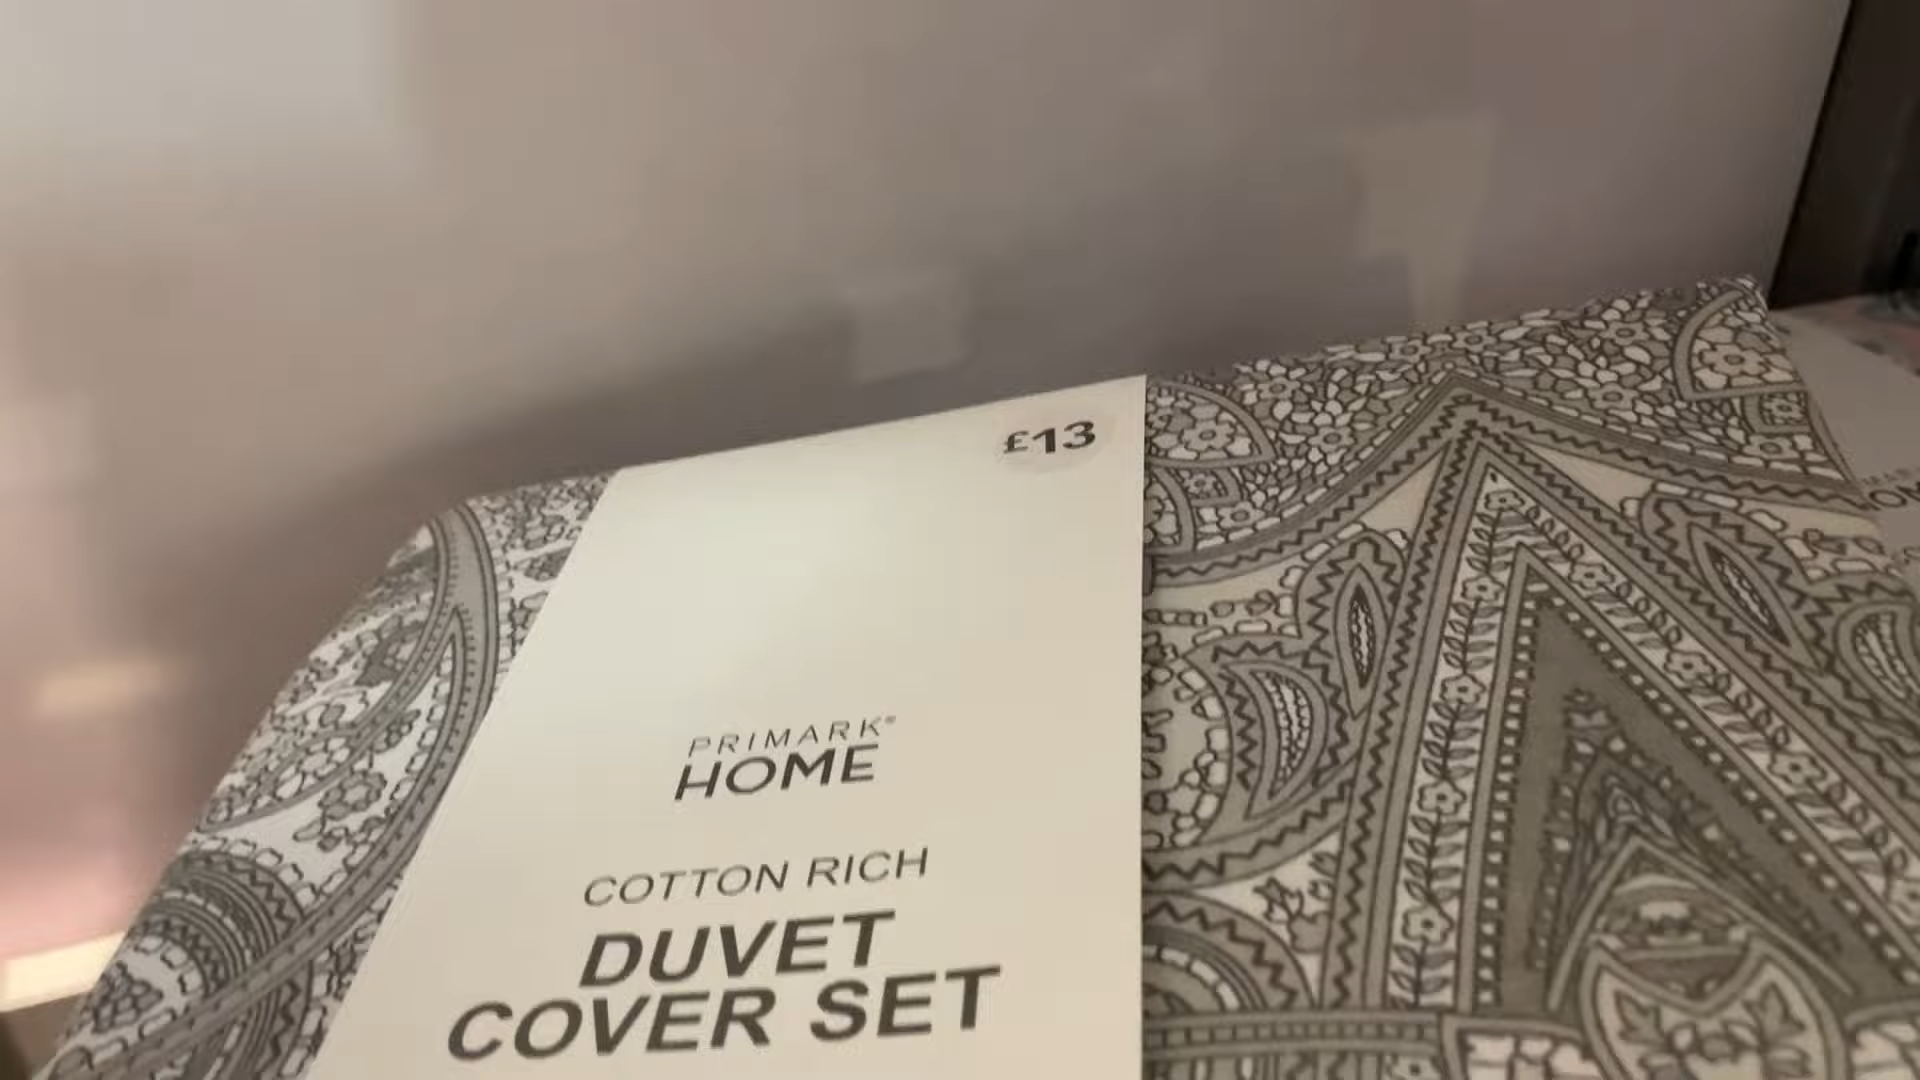 £13
PRIMARK®
HOME
COTTON RICH
DUVET
COVER SET